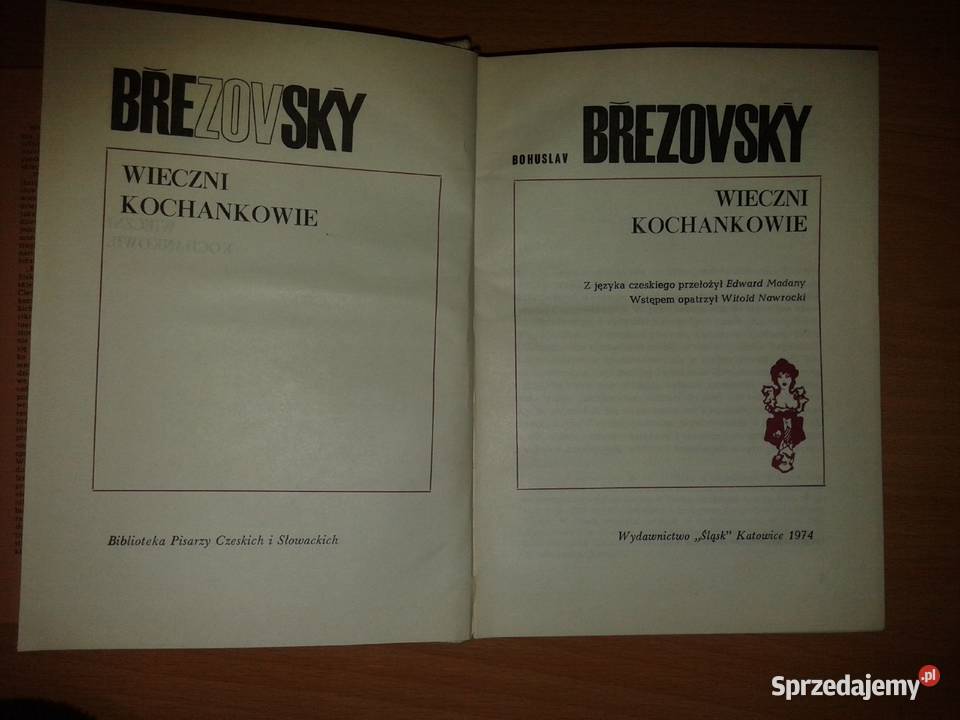 BŘEZOVSKÝ
WIECZNI
KOCHANKOWIE
Biblioteka Pisarzy Czeskich i Słowackich
BOHUSLAV BŘEZOVSKÝ
WIECZNI
KOCHANKOWIE
Z języka czeskiego przełożył Edward Madany
Wstępem opatrzył Witold Nawrocki
Wydawnictwo „Śląsk” Katowice 1974
Sprzedajemy.pl